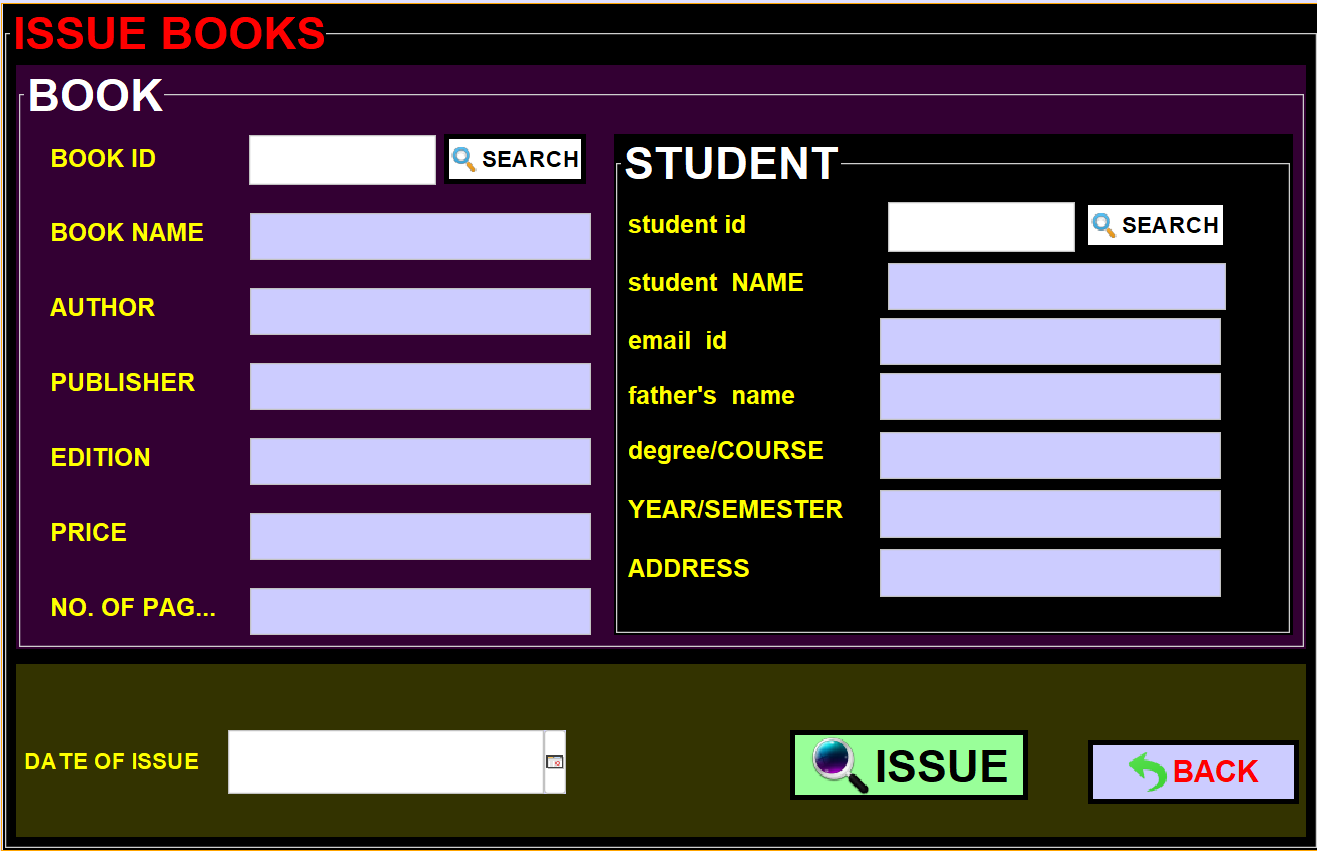 ISSUE BOOKS
BOOK
BOOK ID
SEARCH
BOOK NAME
AUTHOR
PUBLISHER
EDITION
PRICE
NO. OF PAG...
STUDENT
student id
SEARCH
student  NAME
email  id
father's  name
degree/COURSE
YEAR/SEMESTER
ADDRESS
DATE OF ISSUE
ISSUE
BACK